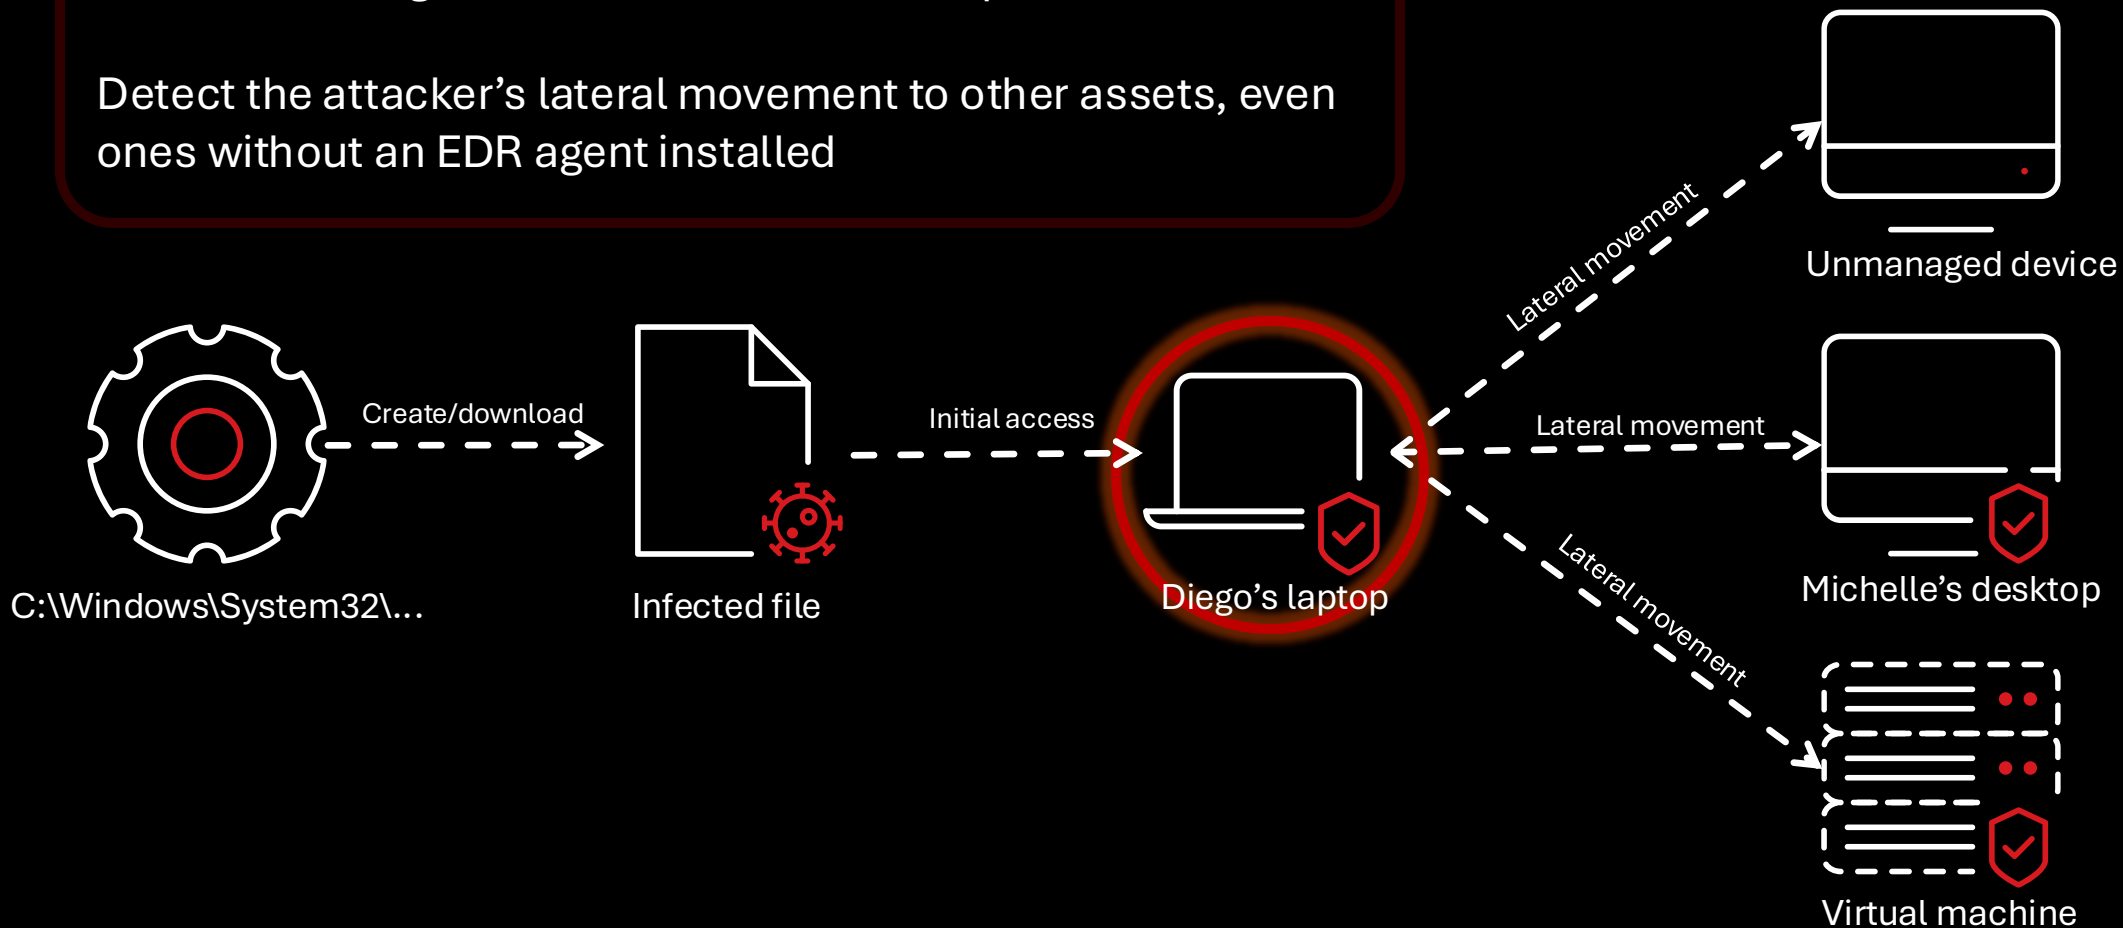 Detect the attacker’s lateral movement to other assets, even
ones without an EDR agent installed
Unmanaged device
Lateral movement
Create/download
Initial access
Lateral movement
Lateral movement
C:\Windows\System32\...
Infected file
Diego’s laptop
Michelle’s desktop
Virtual machine